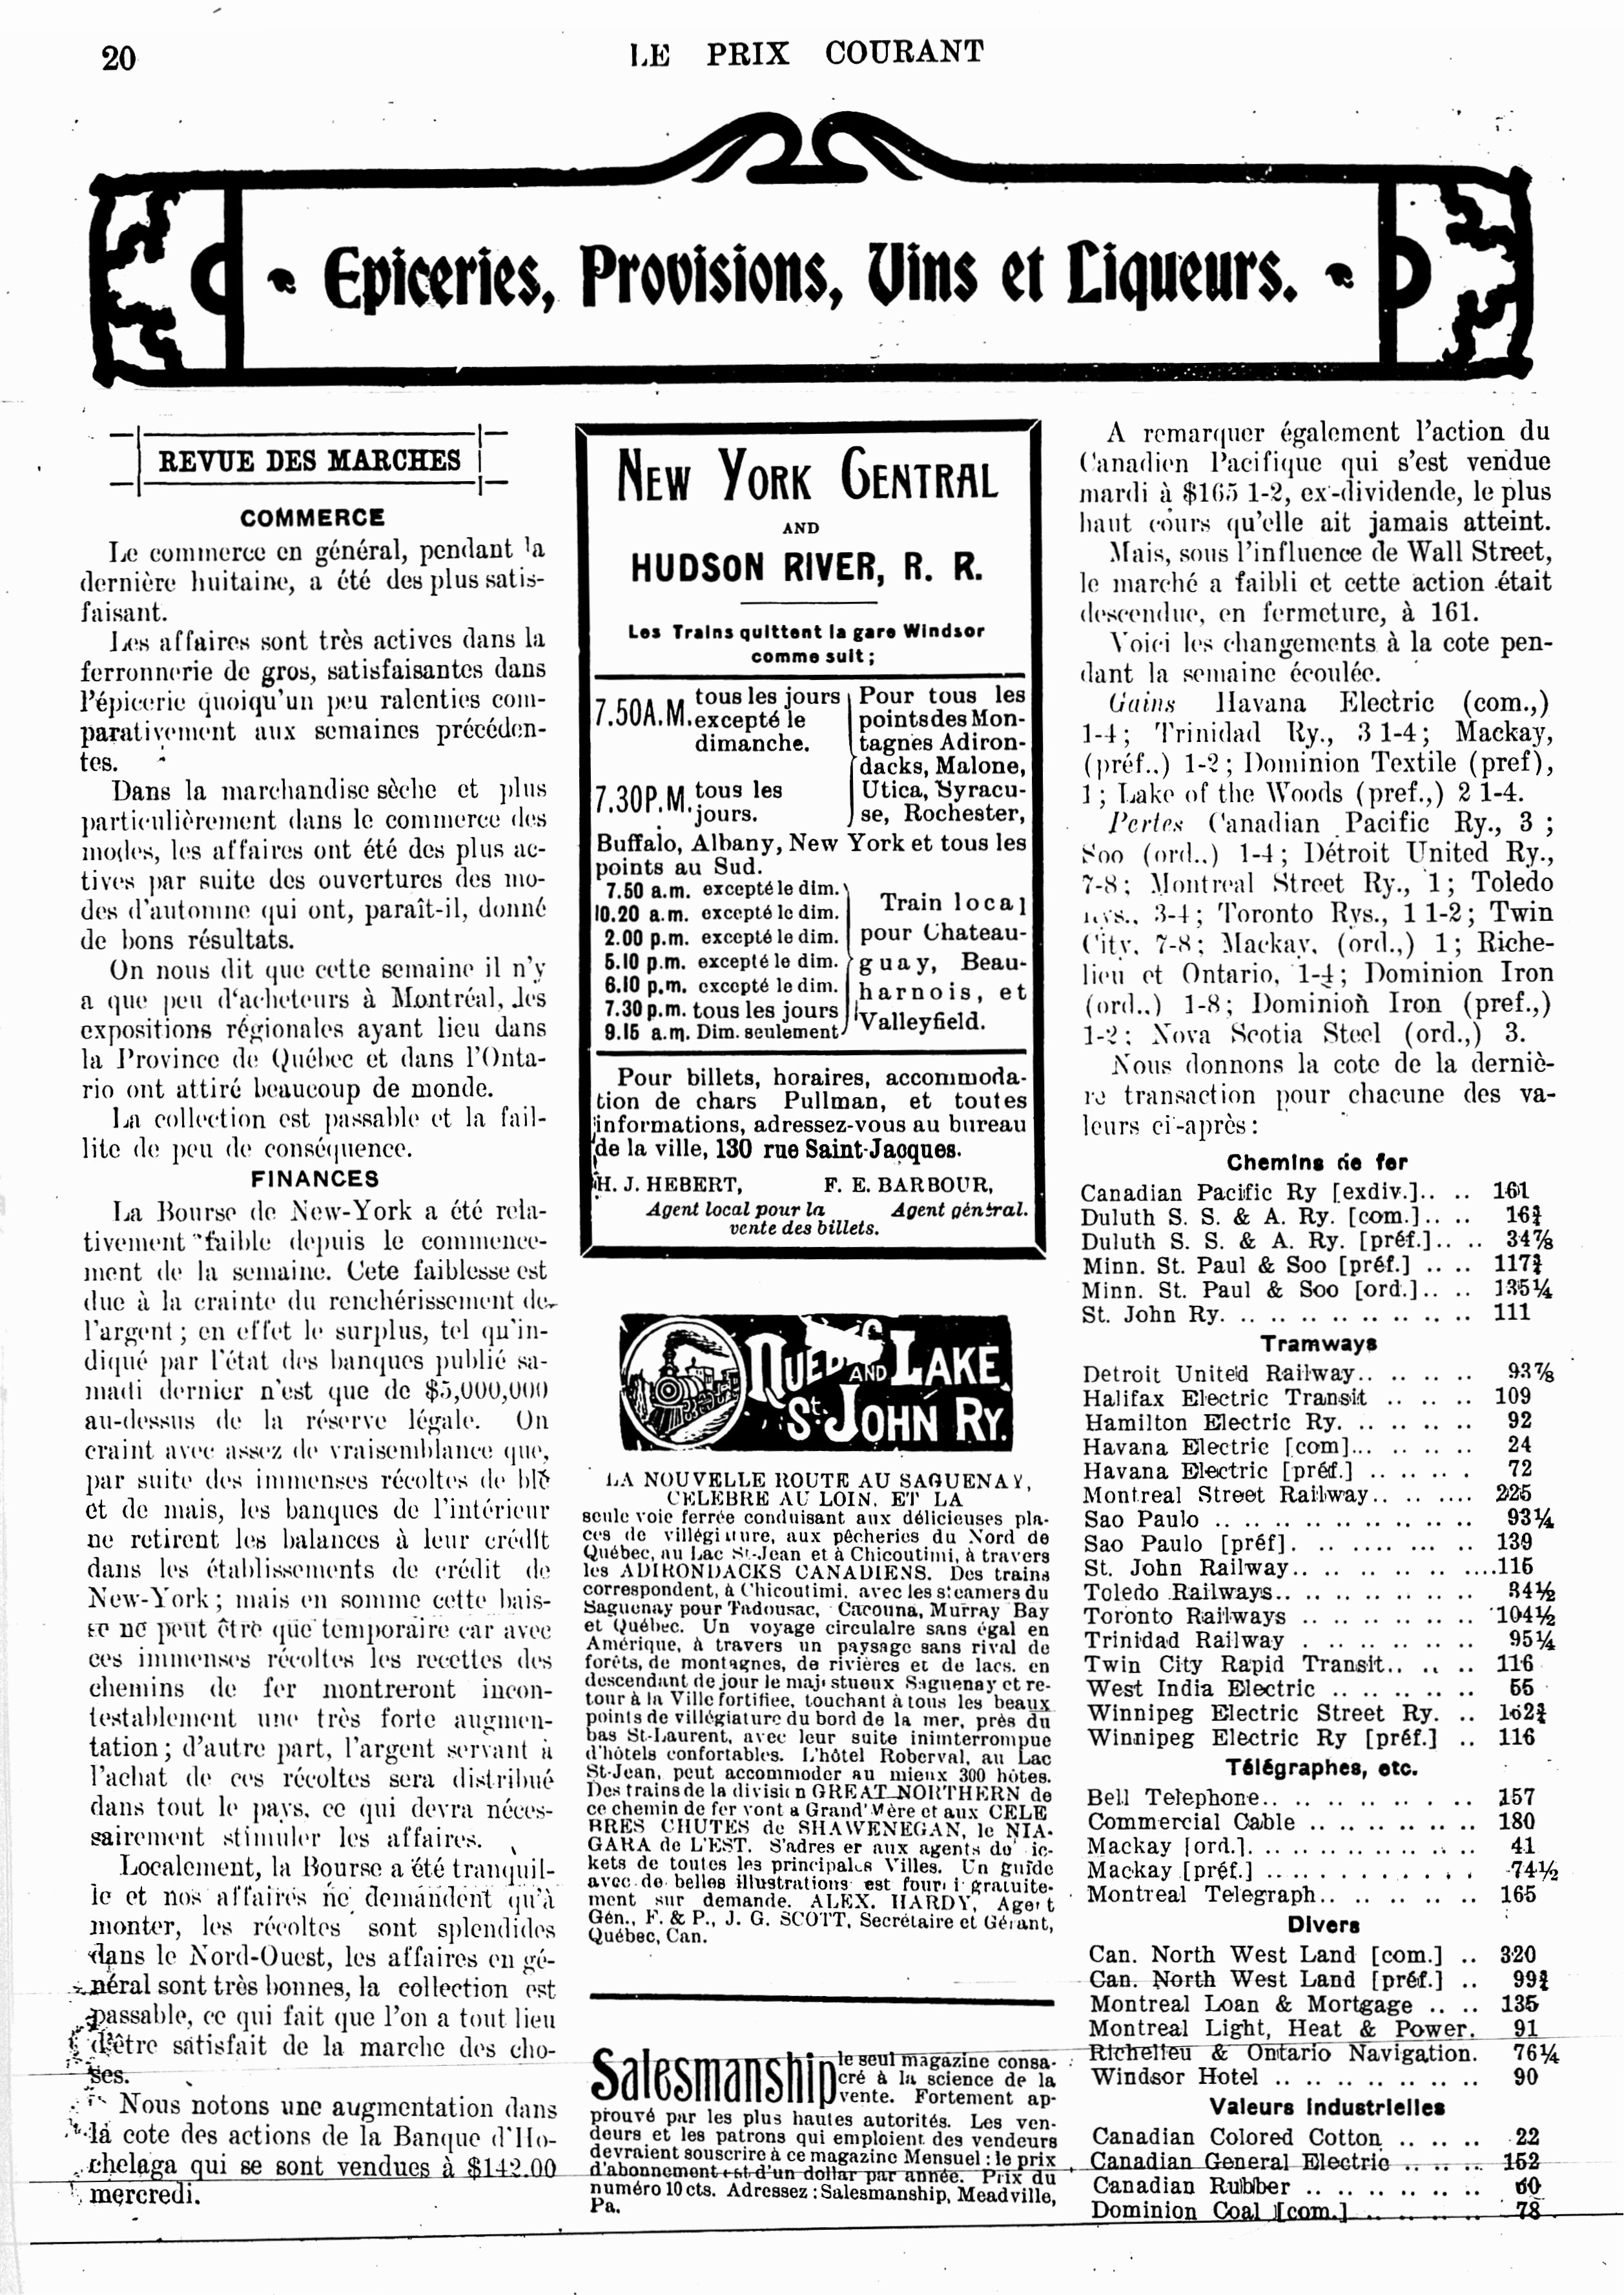 20
LE PRIX COURANT
Epiceries, Provisions, Vins et Liqueurs.
REVUE DES MARCHES
COMMERCE
Le commerce en général, pendant la
dernière huitaine, a été des plus satis-
faisant.
Les affaires sont très actives dans la
ferronnerie de gros, satisfaisantes dans
l'épicerie quoiqu'un peu ralenties com-
parativement aux semaines précéden-
tes.
Dans la marchandise sèche et plus
particulièrement dans le commerce des
modes, les affaires ont été des plus ac-
tives par suite des ouvertures des mo-
des d'automne qui ont, paraît-il, donné
de bons résultats.
On nous dit que cette semaine il n'y
a que peu d'acheteurs à Montréal, les
expositions régionales ayant lieu dans
la Province de Québec et dans l'Onta-
rio ont attiré beaucoup de monde.
La collection est passable et la fail-
lite de peu de conséquence.
FINANCES
La Bourse de New-York a été rela-
tivement faible depuis le commence-
ment de la semaine. Cete faiblesse est
due à la crainte du renchérissement de
l'argent; en effet le surplus, tel qu'in-
diqué par l'état des banques publié sa-
madi dernier n'est que de $5,000,000
au-dessus de la réserve légale. On
craint avec assez de vraisemblance que,
par suite des immenses récoltes de blé
et de mais, les banques de l'intérieur
ne retirent les balances à leur crédit
dans les établissements de crédit de
New-York; mais en somme cette bais-
se ne peut être que temporaire car avec
ces immenses récoltes les recettes des
chemins de fer montreront incon-
testablement une très forte augmen-
tation; d'autre part, l'argent servant à
l'achat de ces récoltes sera distribué
dans tout le pays, ce qui devra néces-
sairement stimuler les affaires.
Localement, la Bourse a été tranquil-
le et nos affaires ne demandent qu'à
monter, les récoltes sont splendides
dans le Nord-Ouest, les affaires en gé-
néral sont très bonnes, la collection est
passable, ce qui fait que l'on a tout lieu
d'être satisfait de la marche des cho-
ses.
Nous notons une augmentation dans
la cote des actions de la Banque d'Ho-
chelaga qui se sont vendues à $142.00
mercredi.
NEW YORK CENTRAL
AND
HUDSON RIVER, R. R.
Les Trains quittent la gare Windsor
comme suit;
7.50 A.M. tous les jours excepté le dimanche.
7.30 P.M. tous les jours.
Pour tous les
points des Mon-
tagnes Adiron-
dacks, Malone,
Utica, Syracu-
se, Rochester,
Buffalo, Albany, New York et tous les
points au Sud.
7.50 a.m. excepté le dim.
10.20 a.m. excepté le dim.
2.00 p.m. excepté le dim.
5.10 p.m. excepté le dim.
6.10 p.m. excepté le dim.
7.30 p.m. tous les jours
9.15 a.m. Dim. seulement
Train local
pour Chateau-
guay, Beau-
harnois, et
Valleyfield.
Pour billets, horaires, accommoda-
tion de chars Pullman, et toutes
informations, adressez-vous au bureau
de la ville, 130 rue Saint-Jacques.
H. J. HEBERT, F. E. BARBOUR,
Agent local pour la Agent général.
vente des billets.
QUEBEC AND LAKE
St. JOHN RY.
LA NOUVELLE ROUTE AU SAGUENAY,
CELEBRE AU LOIN, ET LA
seule voie ferrée conduisant aux délicieuses pla-
ces de villégiature, aux pêcheries du Nord de
Québec, au Lac St-Jean et à Chicoutimi, à travers
les ADIRONDACKS CANADIENS. Des trains
correspondent, à Chicoutimi, avec les steamers du
Saguenay pour Tadousac, Cacouna, Murray Bay
et Québec. Un voyage circulaire sans égal en
Amérique, à travers un paysage sans rival de
forêts, de montagnes, de rivières et de lacs, en
descendant de jour le majestueux Saguenay et re-
tour à la Ville fortifiée, touchant à tous les beaux
points de villégiature du bord de la mer, près du
bas St-Laurent, avec leur suite inimterrompue
d'hôtels confortables. L'hôtel Roberval, au Lac
St-Jean, peut accommoder au mieux 300 hôtes.
Des trains de la division GREAT NORTHERN de
ce chemin de fer vont a Grand'Mère et aux CELE
BRES CHUTES de SHAWENEGAN, le NIA-
GARA de L'EST. S'adresser aux agents de tic-
kets de toutes les principales Villes. Un guide
avec de belles illustrations est fourni gratuite-
ment sur demande. ALEX. HARDY, Agent
Gén., F. & P., J. G. SCOTT, Secrétaire et Gérant,
Québec, Can.
Salesmanship le seul magazine consa-
cré à la science de la
vente. Fortement ap-
prouvé par les plus hautes autorités. Les ven-
deurs et les patrons qui emploient des vendeurs
devraient souscrire à ce magazine Mensuel: le prix
d'abonnement est d'un dollar par année. Prix du
numéro 10 cts. Adressez: Salesmanship, Meadville,
Pa.
A remarquer également l'action du
Canadien Pacifique qui s'est vendue
mardi à $165 1-2, ex-dividende, le plus
haut cours qu'elle ait jamais atteint.
Mais, sous l'influence de Wall Street,
le marché a faibli et cette action était
descendue, en fermeture, à 161.
Voici les changements à la cote pen-
dant la semaine écoulée.
Gains Havana Electric (com.,)
1-4; Trinidad Ry., 3 1-4; Mackay,
(préf..) 1-2; Dominion Textile (pref),
1; Lake of the Woods (pref.,) 2 1-4.
Pertes Canadian Pacific Ry., 3;
Soo (ord..) 1-4; Détroit United Ry.,
7-8; Montreal Street Ry., 1; Toledo
Rys., 3-4; Toronto Rys., 1 1-2; Twin
City, 7-8; Mackay, (ord.,) 1; Riche-
lieu et Ontario, 1-4; Dominion Iron
(ord..) 1-8; Dominion Iron (pref.,)
1-2; Nova Scotia Steel (ord.,) 3.
Nous donnons la cote de la derniè-
re transaction pour chacune des va-
leurs ci-après:
Chemins de fer
Canadian Pacific Ry [exdiv.].. .. 161
Duluth S. S. & A. Ry. [com.].. .. 16¾
Duluth S. S. & A. Ry. [préf.].. .. 34⅞
Minn. St. Paul & Soo [préf.] .. .. 117¾
Minn. St. Paul & Soo [ord.].. .. 135¼
St. John Ry. .. .. .. .. .. .. 111
Tramways
Detroit United Railway.. .. .. .. 93⅞
Halifax Electric Transit .. .. .. 109
Hamilton Electric Ry. .. .. .. .. 92
Havana Electric [com]... .. .. .. 24
Havana Electric [préf.] .. .. .. . 72
Montreal Street Railway.. .. .... 225
Sao Paulo .. .. .. .. .. .. .. .. 93¼
Sao Paulo [préf]. .. .... ... .. 139
St. John Railway.. .. .. .. .. ....115
Toledo Railways.. .. .. .. .. .. 34½
Toronto Railways .. .. .. .. .. 104½
Trinidad Railway . .. .. .. .. .. 95¼
Twin City Rapid Transit.. .. .. 116
West India Electric .. .. .. .. .. 55
Winnipeg Electric Street Ry. .. 162¾
Winnipeg Electric Ry [préf.] .. 116
Télégraphes, etc.
Bell Telephone.. .. .. .. .. . .. 157
Commercial Cable .. .. .. .. .. 180
Mackay [ord.]. .. .. .. .. .. .. 41
Mackay [préf.] .. .. .. . . . . . 74½
Montreal Telegraph.. .. .. .. .. 165
Divers
Can. North West Land [com.] .. 320
Can. North West Land [préf.] .. 99¾
Montreal Loan & Mortgage .. .. 135
Montreal Light, Heat & Power. 91
Richelieu & Ontario Navigation. 76¼
Windsor Hotel .. .. .. .. .. .. .. 90
Valeurs industrielles
Canadian Colored Cotton .. .. .. 22
Canadian General Electric .. .. .. 152
Canadian Rubber .. .. .. .. .. .. 60
Dominion Coal [com.] .. .. .. .. 78